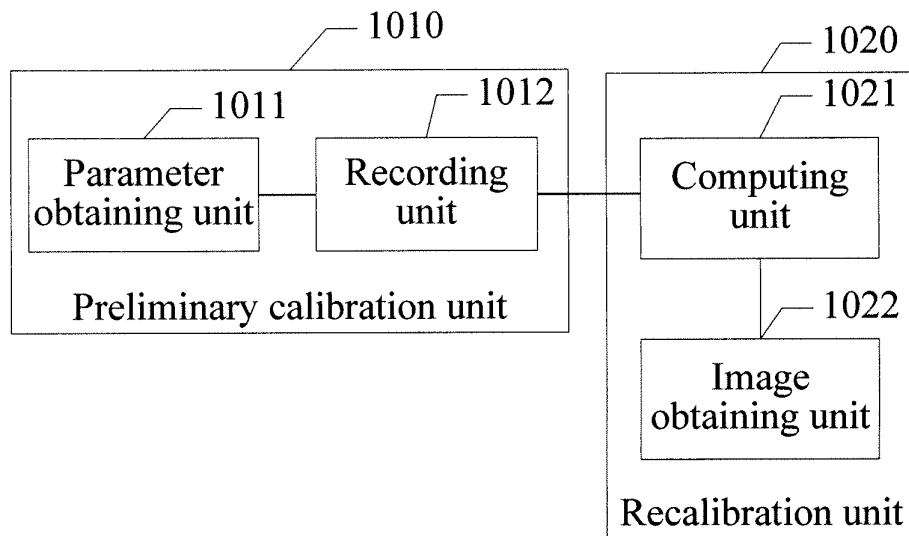 1010
1020
1011
1012
1021
Parameter
obtaining unit
Recording
unit
Computing
unit
Preliminary calibration unit
1022
Image
obtaining unit
Recalibration unit